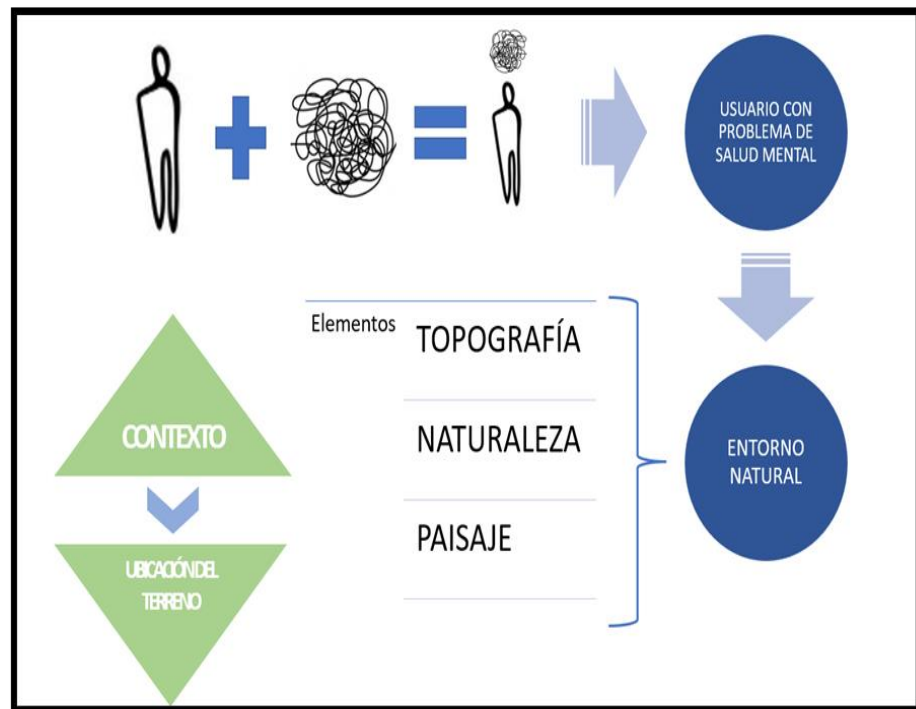 USUARIO CON
PROBLEMA DE
SALUD MENTAL
Elementos
TOPOGRAFÍA
NATURALEZA
PAISAJE
ENTORNO
NATURAL
CONTEXTO
UBICACIÓN DEL
TERRENO